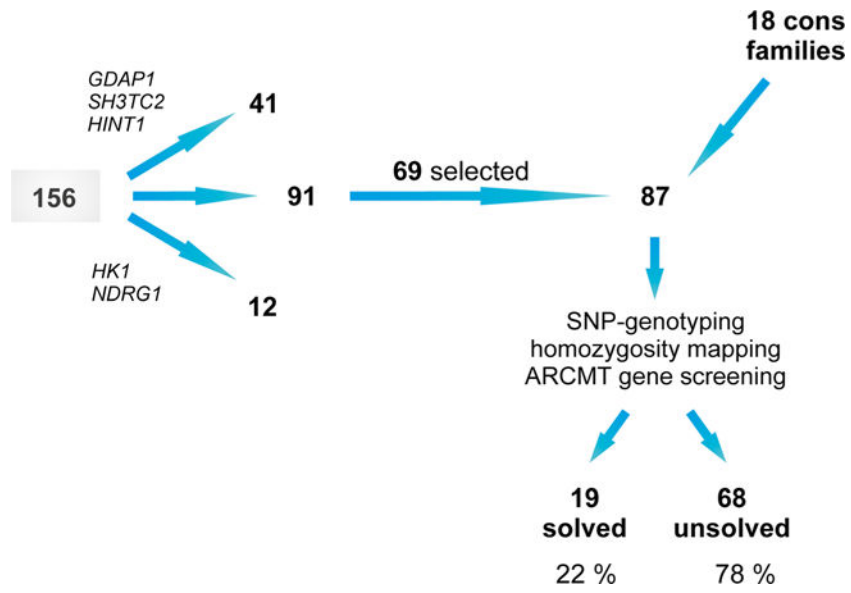 18 cons
families
GDAP1
SH3TC2
HINT1
41
156
91
69 selected
87
HK1
NDRG1
12
SNP-genotyping
homozygosity mapping
ARCMT gene screening
19
solved
68
unsolved
22 %
78 %